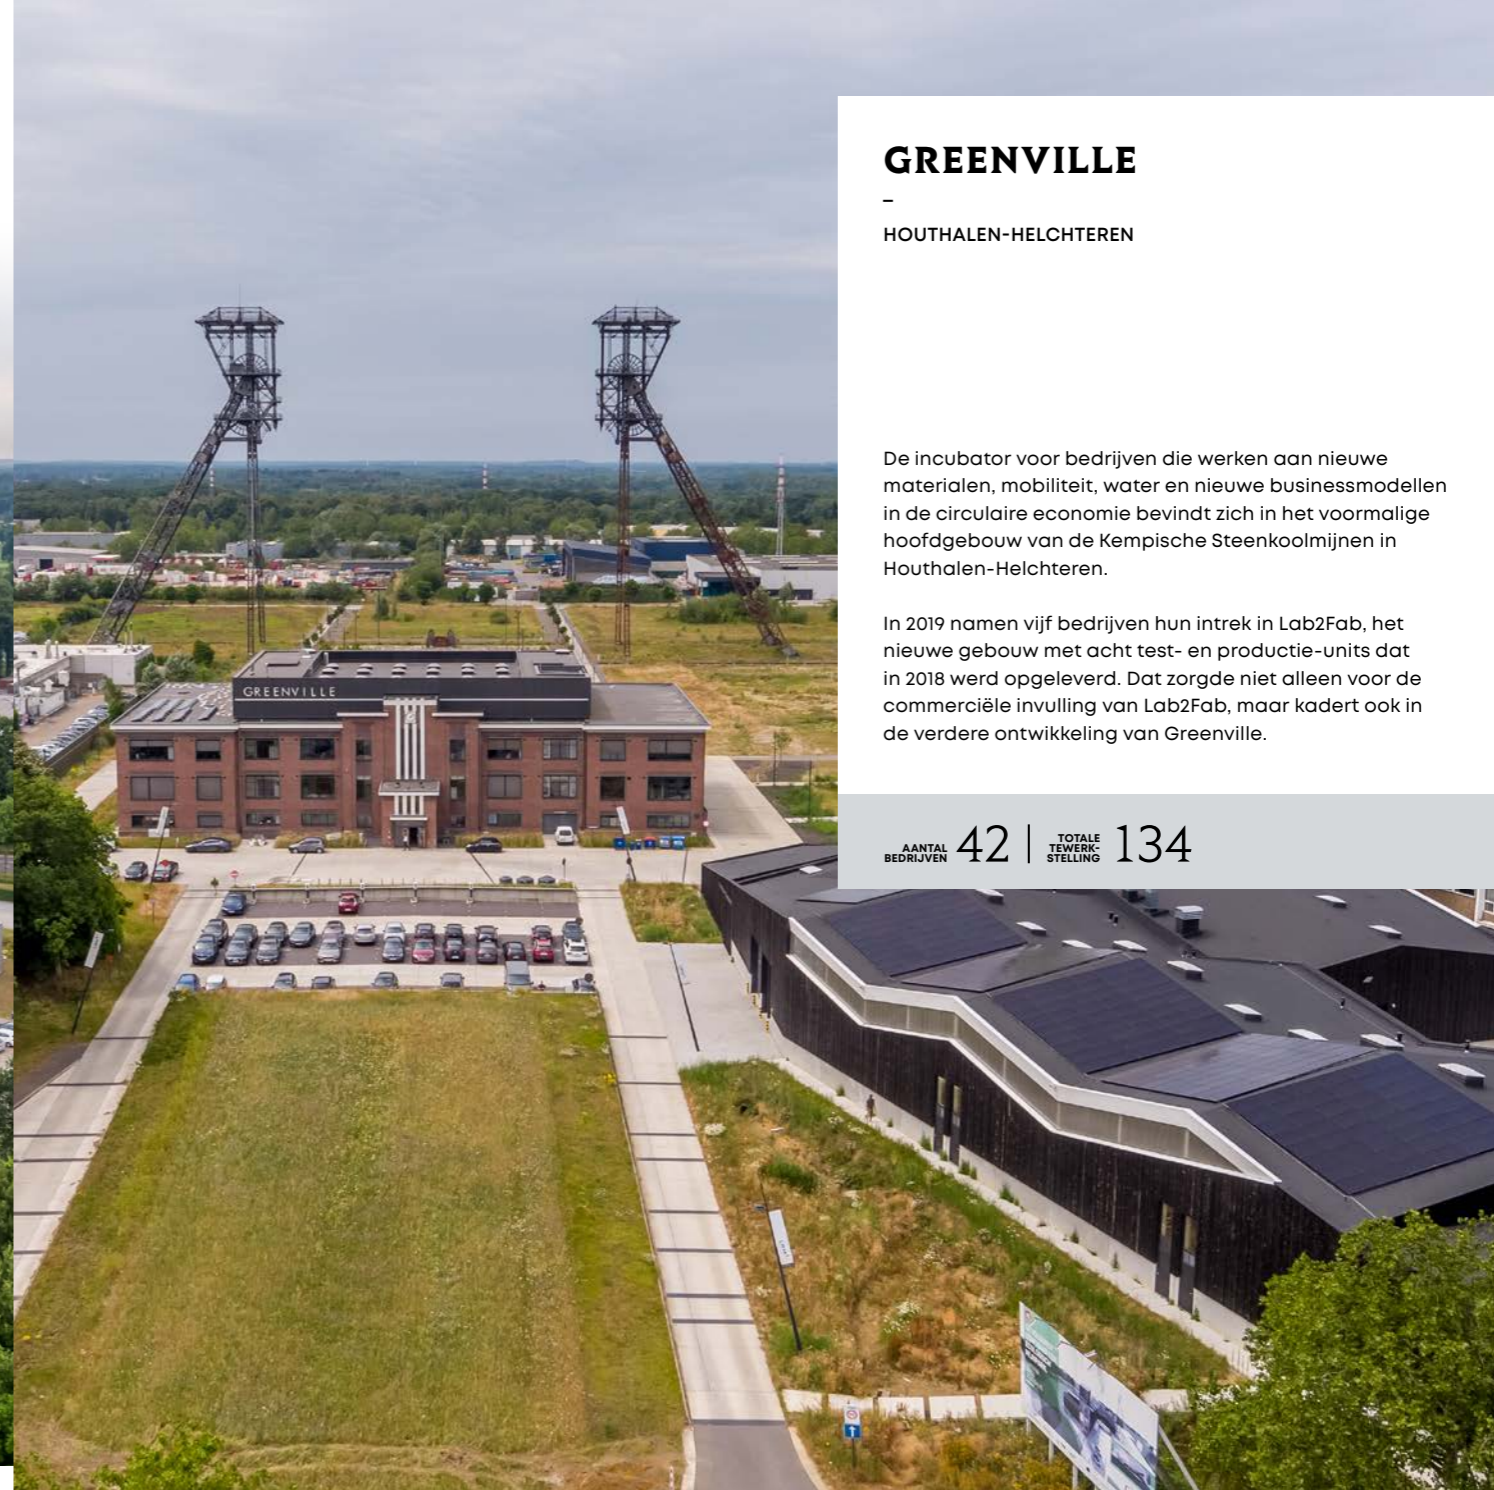 GREENVILLE
–
HOUTHALEN-HELCHTEREN
De incubator voor bedrijven die werken aan nieuwe
materialen, mobiliteit, water en nieuwe businessmodellen
in de circulaire economie bevindt zich in het voormalige
hoofdgebouw van de Kempische Steenkoolmijnen in
Houthalen-Helchteren.
In 2019 namen vijf bedrijven hun intrek in Lab2Fab, het
nieuwe gebouw met acht test- en productie-units dat
in 2018 werd opgeleverd. Dat zorgde niet alleen voor de
commerciële invulling van Lab2Fab, maar kadert ook in
de verdere ontwikkeling van Greenville.
AANTAL
BEDRIJVEN 42 | TOTALE
TEWERK-
STELLING 134
GREENVILLE